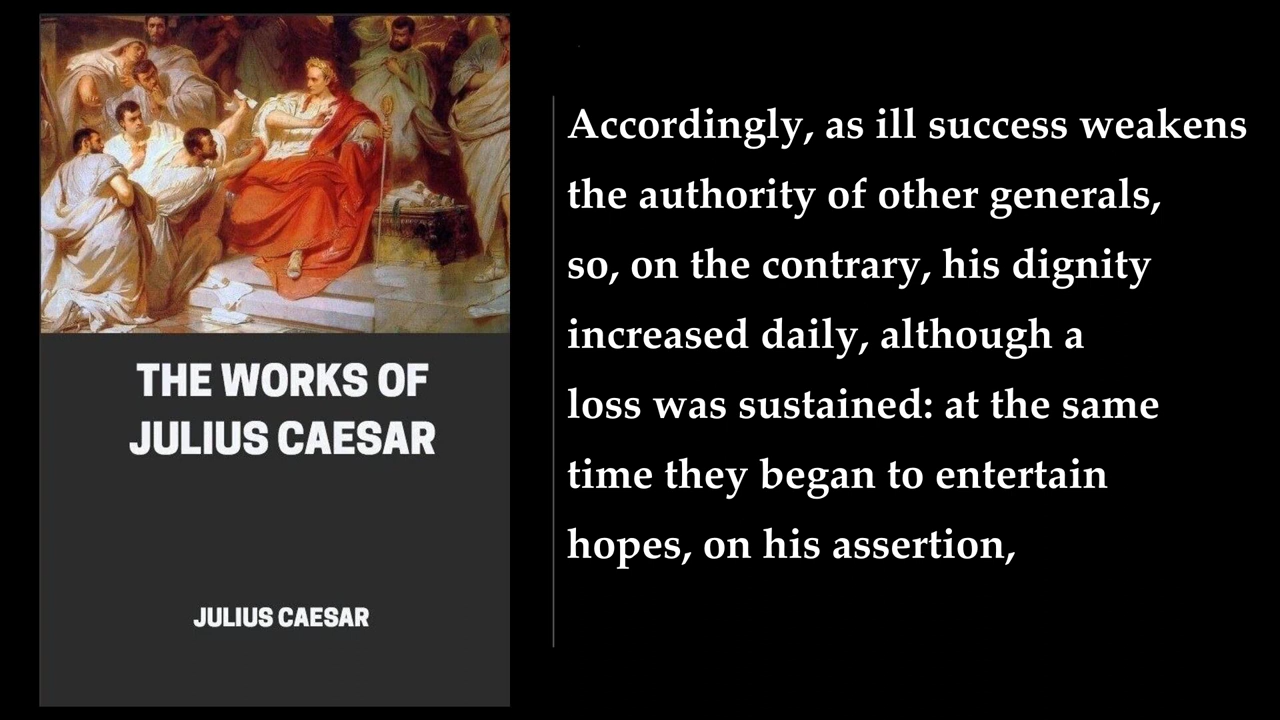 THE WORKS OF
JULIUS CAESAR
JULIUS CAESAR
Accordingly, as ill success weakens
the authority of other generals,
so, on the contrary, his dignity
increased daily, although a
loss was sustained: at the same
time they began to entertain
hopes, on his assertion,